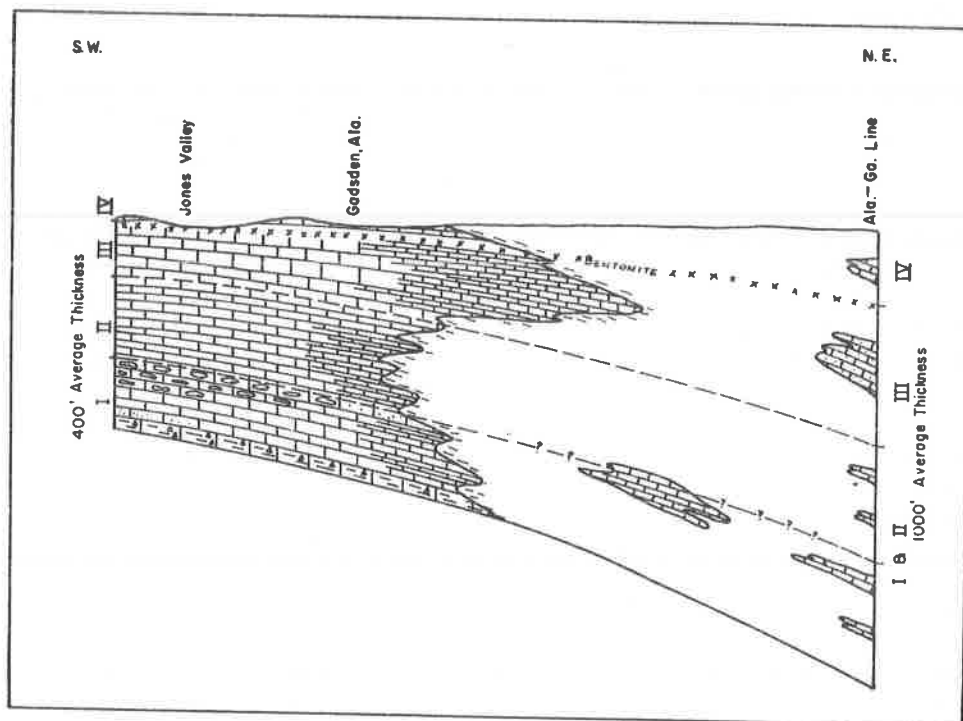 S.W.
N.E.
Jones Valley
Gadsden, Ala.
Ala.-Ga. Line
IV
III
II
I
400' Average Thickness
x BENTONITE x x x x
IV
III
II
I &
1000' Average Thickness
? ?
? ? ? ?